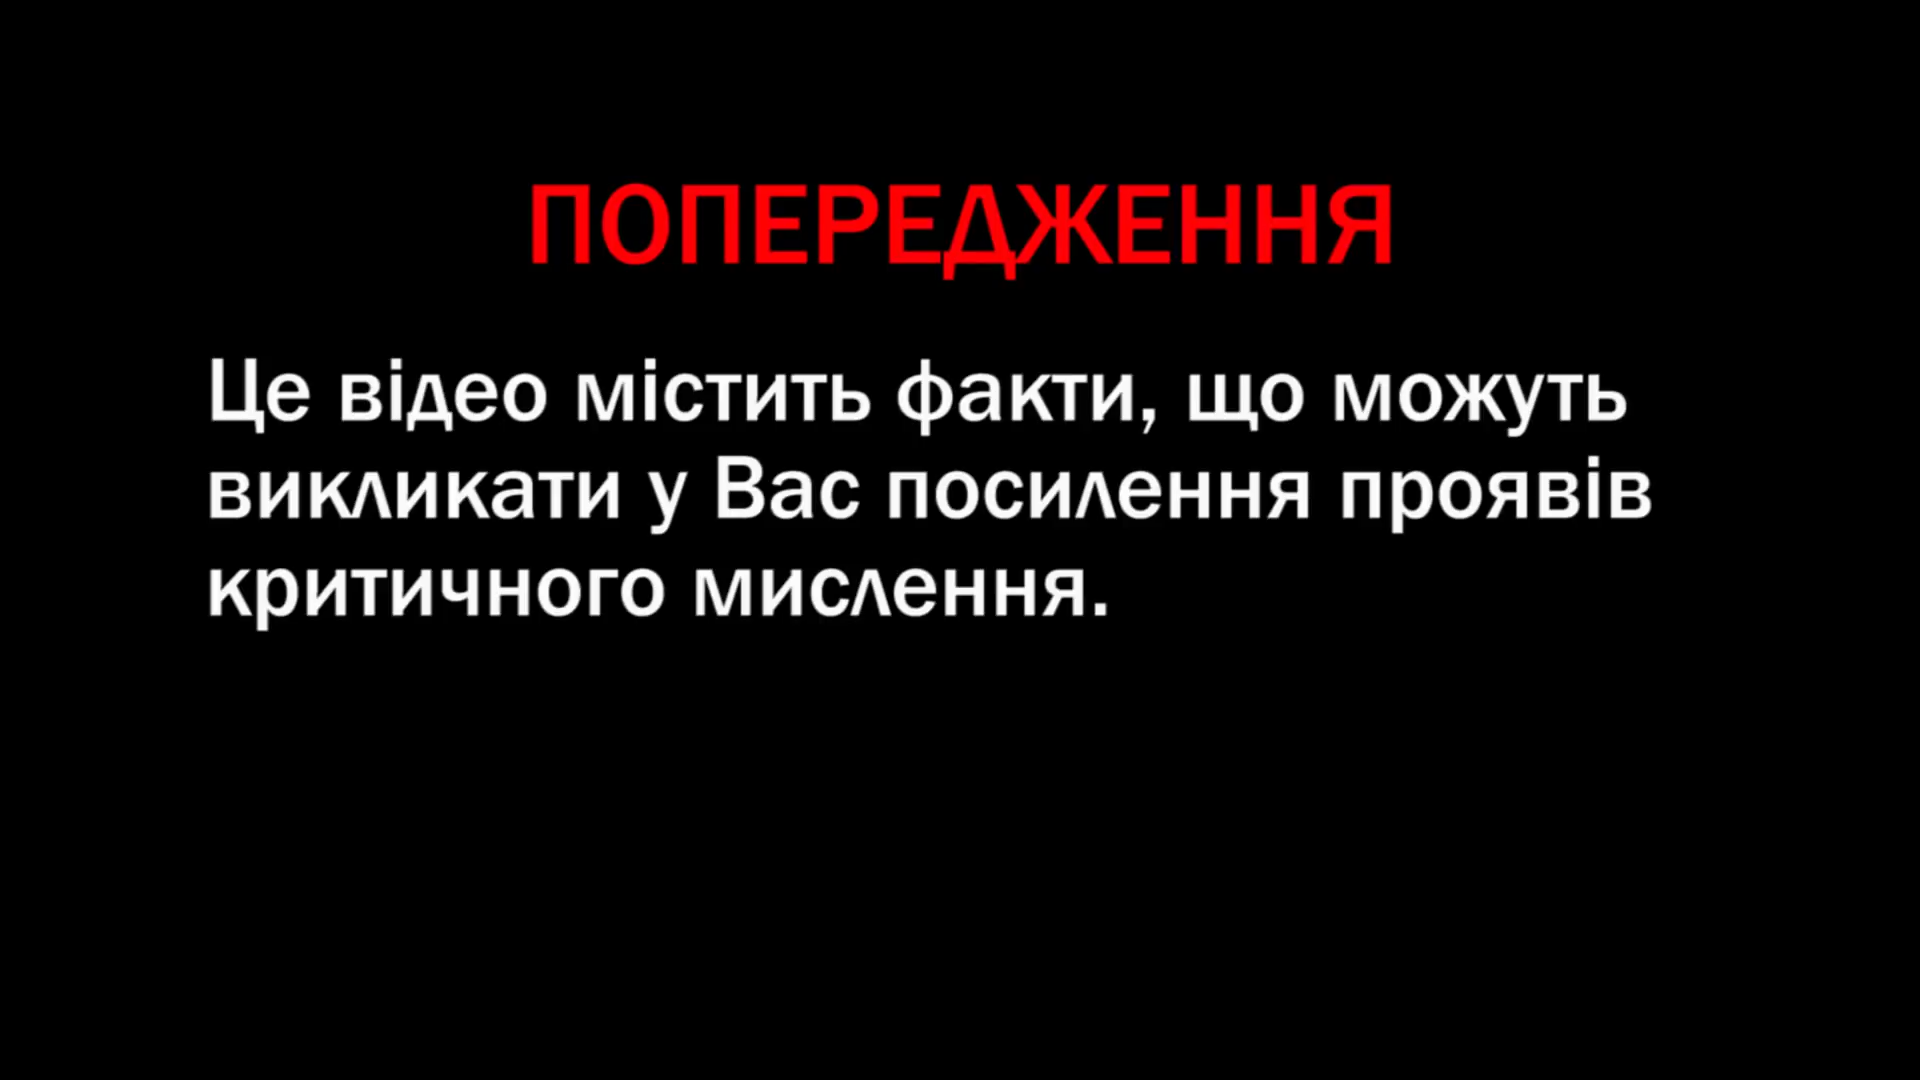 ПОПЕРЕДЖЕННЯ
Це відео містить факти, що можуть
викликати у Вас посилення проявів
критичного мислення.